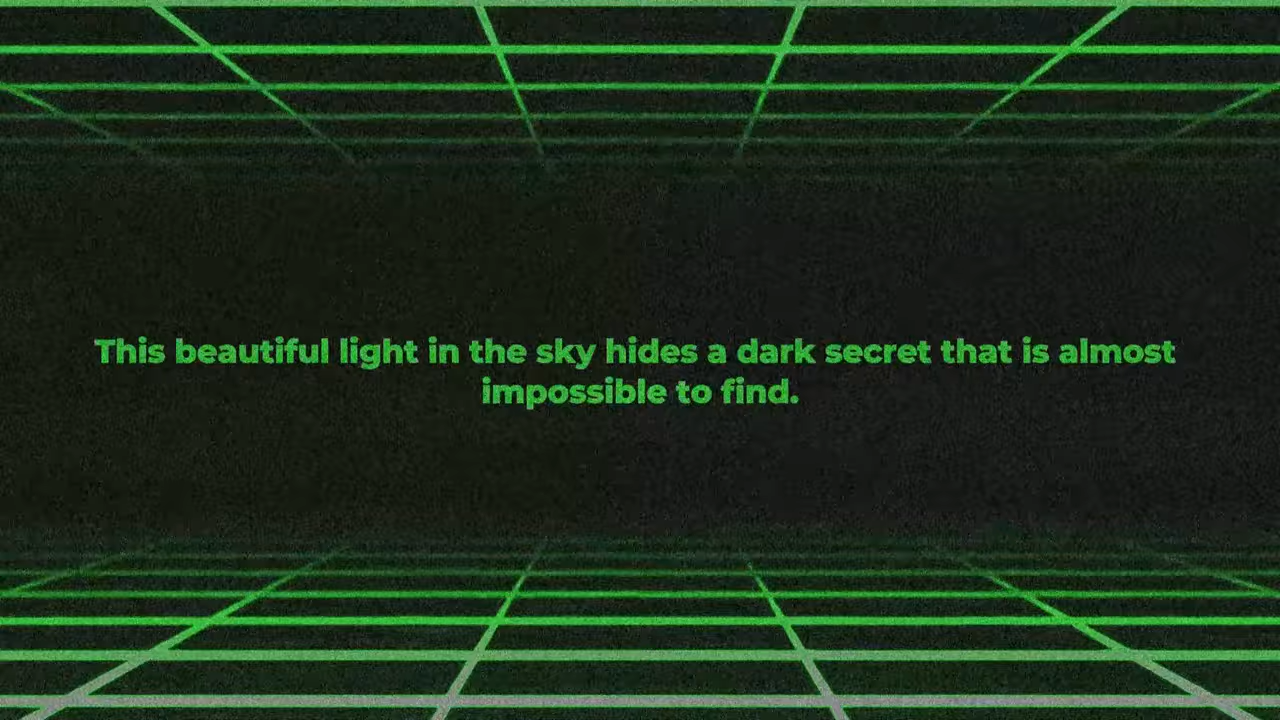 This beautiful light in the sky hides a dark secret that is almost
impossible to find.